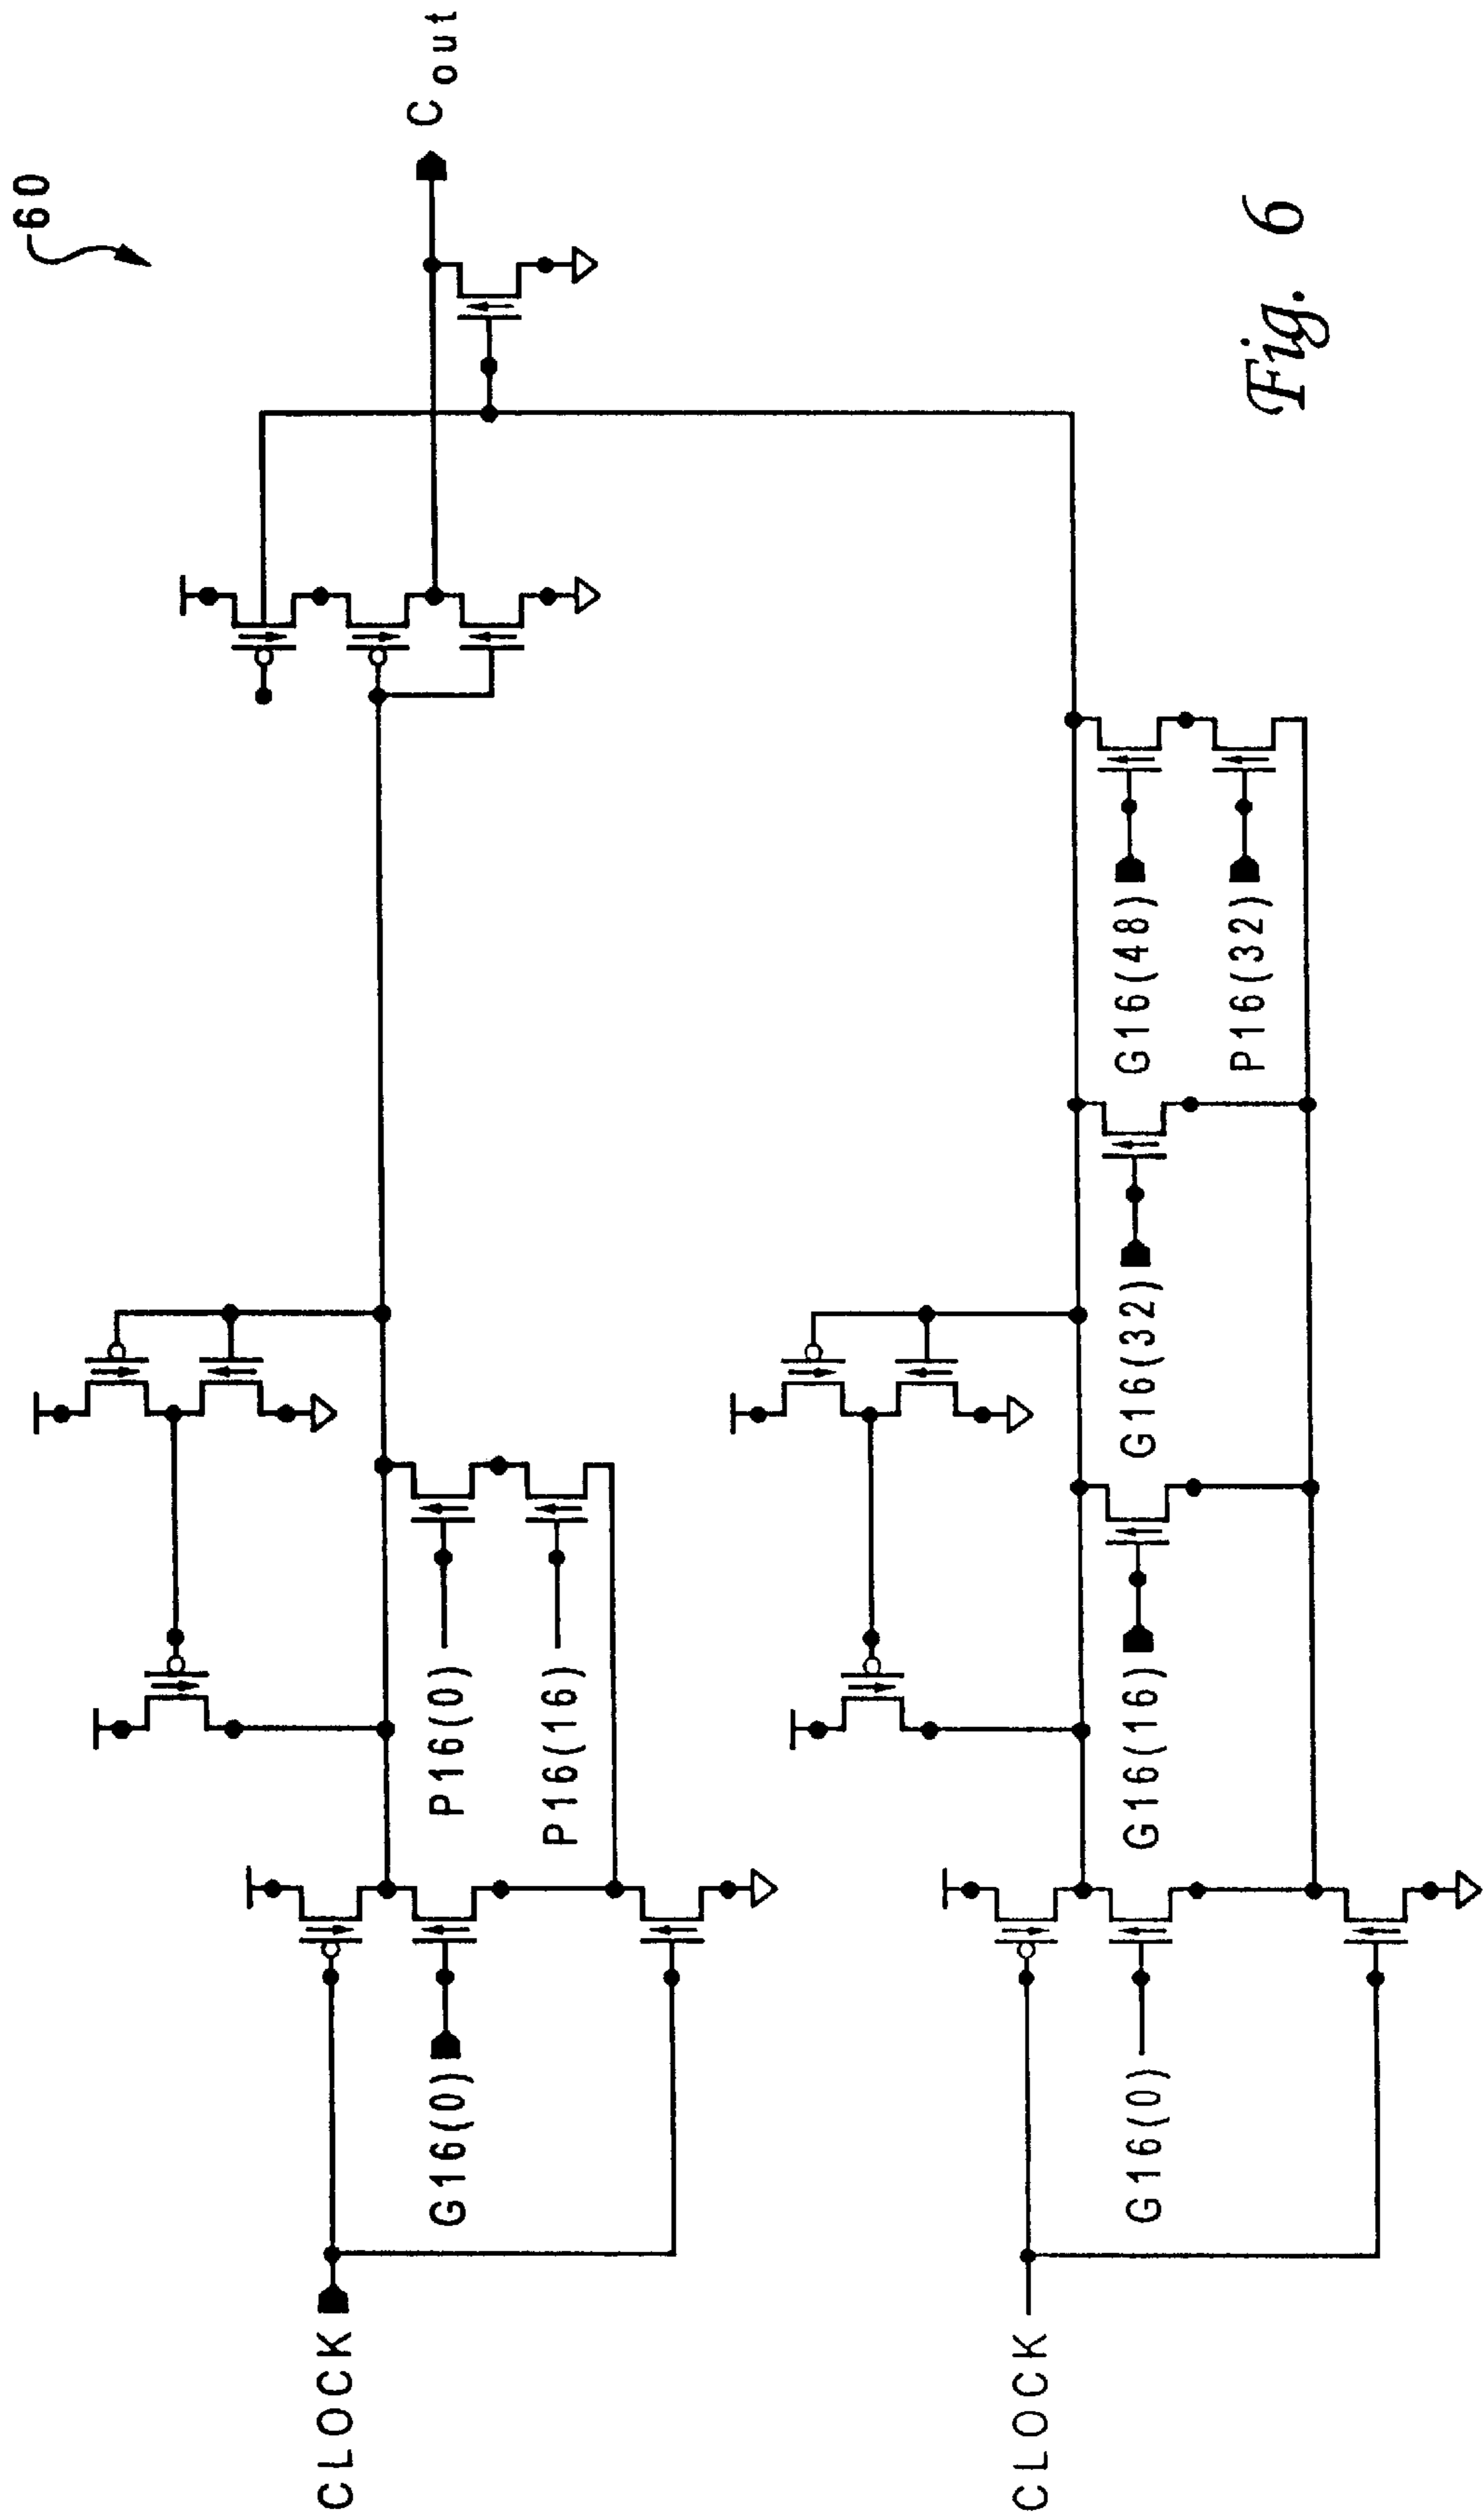 60
C out
CLOCK
G16(0)
P16(0)
P16(16)
CLOCK
G16(0)
G16(16)
G16(32)
G16(48)
P16(32)
Fig. 6